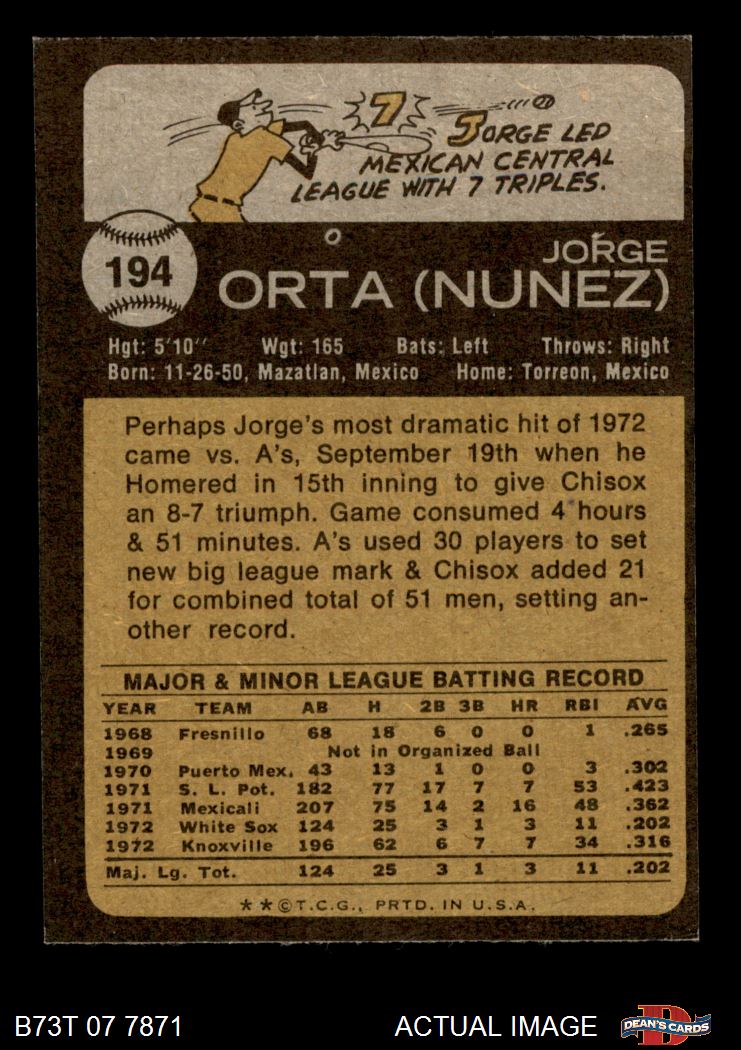 7
JORGE LED
MEXICAN CENTRAL
LEAGUE WITH 7 TRIPLES.
194
JORGE
ORTA (NUNEZ)
Hgt: 5'10" Wgt: 165 Bats: Left Throws: Right
Born: 11-26-50, Mazatlan, Mexico Home: Torreon, Mexico
Perhaps Jorge's most dramatic hit of 1972
came vs. A's, September 19th when he
Homered in 15th inning to give Chisox
an 8-7 triumph. Game consumed 4 hours
& 51 minutes. A's used 30 players to set
new big league mark & Chisox added 21
for combined total of 51 men, setting an-
other record.
MAJOR & MINOR LEAGUE BATTING RECORD
YEAR TEAM AB H 2B 3B HR RBI AVG
1968 Fresnillo 68 18 6 0 0 1 .265
1969 Not in Organized Ball
1970 Puerto Mex. 43 13 1 0 0 3 .302
1971 S. L. Pot. 182 77 17 7 7 53 .423
1971 Mexicali 207 75 14 2 16 48 .362
1972 White Sox 124 25 3 1 3 11 .202
1972 Knoxville 196 62 6 7 7 34 .316
Maj. Lg. Tot. 124 25 3 1 3 11 .202
**©T.C.G., PRTD. IN U.S.A.
B73T 07 7871 ACTUAL IMAGE D DEAN'S CARDS